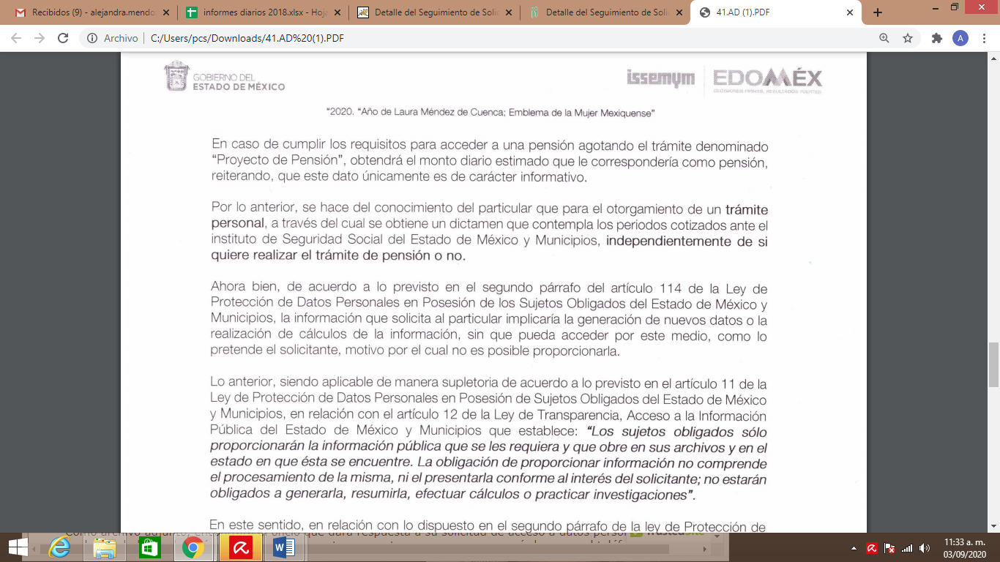 Recibidos (9) - alejandra.mendo
informes diarios 2018.xlsx - Hoja
Detalle del Seguimiento de Solic
Detalle del Seguimiento de Solic
41.AD (1).PDF
Archivo
C:/Users/pcs/Downloads/41.AD%20(1).PDF
A
GOBIERNO DEL
ESTADO DE MÉXICO
issemym
EDOMÉX
DECISIONES FIRMES, RESULTADOS FUERTES
"2020. "Año de Laura Méndez de Cuenca; Emblema de la Mujer Mexiquense"
En caso de cumplir los requisitos para acceder a una pensión agotando el trámite denominado
"Proyecto de Pensión", obtendrá el monto diario estimado que le correspondería como pensión,
reiterando, que este dato únicamente es de carácter informativo.
Por lo anterior, se hace del conocimiento del particular que para el otorgamiento de un trámite
personal, a través del cual se obtiene un dictamen que contempla los periodos cotizados ante el
instituto de Seguridad Social del Estado de México y Municipios, independientemente de si
quiere realizar el trámite de pensión o no.
Ahora bien, de acuerdo a lo previsto en el segundo párrafo del artículo 114 de la Ley de
Protección de Datos Personales en Posesión de los Sujetos Obligados del Estado de México y
Municipios, la información que solicita al particular implicaría la generación de nuevos datos o la
realización de cálculos de la información, sin que pueda acceder por este medio, como lo
pretende el solicitante, motivo por el cual no es posible proporcionarla.
Lo anterior, siendo aplicable de manera supletoria de acuerdo a lo previsto en el artículo 11 de la
Ley de Protección de Datos Personales en Posesión de Sujetos Obligados del Estado de México
y Municipios, en relación con el artículo 12 de la Ley de Transparencia, Acceso a la Información
Pública del Estado de México y Municipios que establece: "Los sujetos obligados sólo
proporcionarán la información pública que se les requiera y que obre en sus archivos y en el
estado en que ésta se encuentre. La obligación de proporcionar información no comprende
el procesamiento de la misma, ni el presentarla conforme al interés del solicitante; no estarán
obligados a generarla, resumirla, efectuar cálculos o practicar investigaciones".
En este sentido, en relación con lo dispuesto en el segundo párrafo de la ley de Protección de
11:33 a. m.
03/09/2020